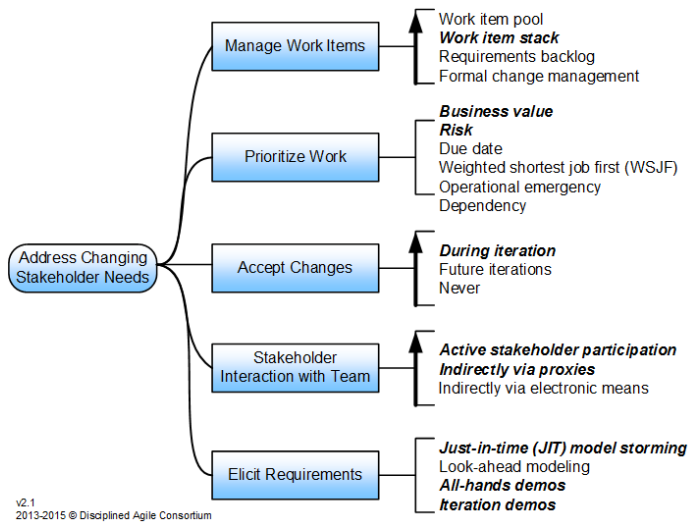 Manage Work Items
Work item pool
Work item stack
Requirements backlog
Formal change management
Prioritize Work
Business value
Risk
Due date
Weighted shortest job first (WSJF)
Operational emergency
Dependency
Address Changing
Stakeholder Needs
Accept Changes
During iteration
Future iterations
Never
Stakeholder
Interaction with Team
Active stakeholder participation
Indirectly via proxies
Indirectly via electronic means
Elicit Requirements
Just-in-time (JIT) model storming
Look-ahead modeling
All-hands demos
Iteration demos
v2.1
2013-2015 © Disciplined Agile Consortium